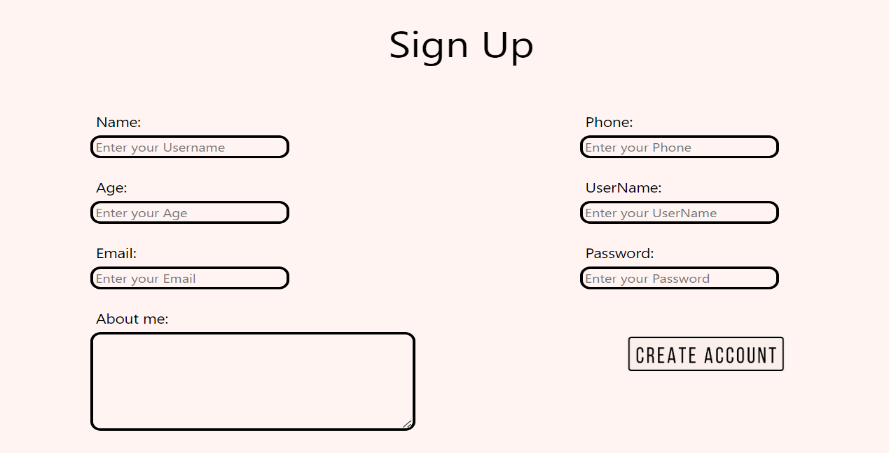 Sign Up
Name:
Enter your Username
Age:
Enter your Age
Email:
Enter your Email
About me:
Phone:
Enter your Phone
UserName:
Enter your UserName
Password:
Enter your Password
CREATE ACCOUNT